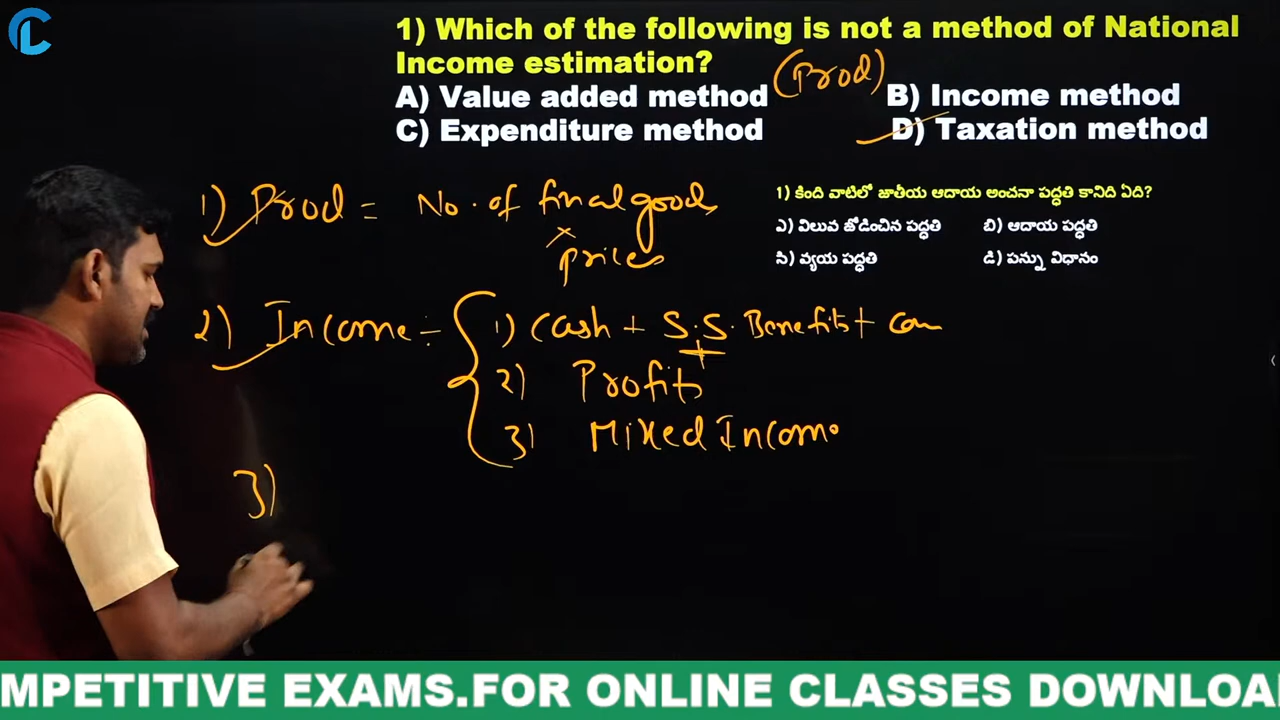 1) Which of the following is not a method of National
Income estimation?
(Prod)
A) Value added method B) Income method
C) Expenditure method D) Taxation method
1) కింది వాటిలో జాతీయ ఆదాయ అంచనా పద్ధతి కానిది ఏది?
ఎ) విలువ జోడించిన పద్ధతి బి) ఆదాయ పద్ధతి
సి) వ్యయ పద్ధతి డి) పన్ను విధానం
1) Prod = No. of final goods
×
prices
2) Income ÷ { 1) Cash + S.S. Benefits + com
+
2) Profits
3) Mixed Income
3)
MPETITIVE EXAMS.FOR ONLINE CLASSES DOWNLOA